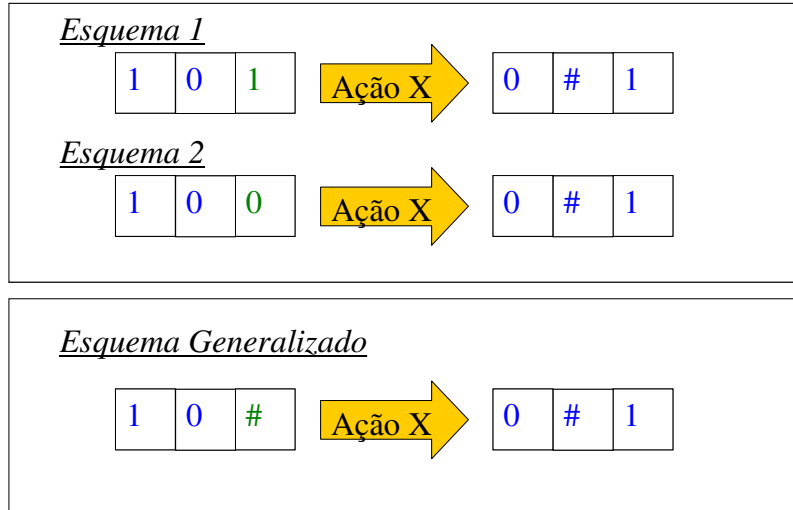 Esquema 1
1 0 1 Ação X 0 # 1
Esquema 2
1 0 0 Ação X 0 # 1
Esquema Generalizado
1 0 # Ação X 0 # 1